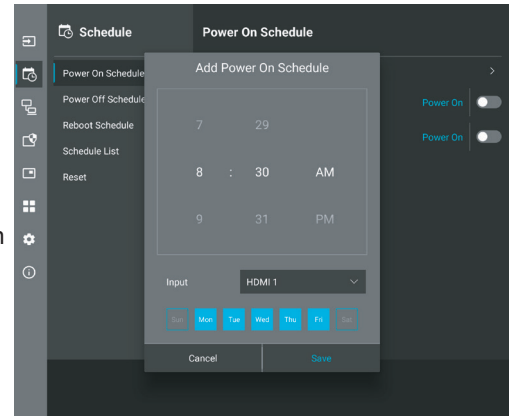 Schedule
Power On Schedule
Power On Schedule
Power Off Schedule
Reboot Schedule
Schedule List
Reset
Power On
Power On
Add Power On Schedule
7 29
8 : 30 AM
9 31 PM
Input HDMI 1
Sun Mon Tue Wed Thu Fri Sat
Cancel Save
n